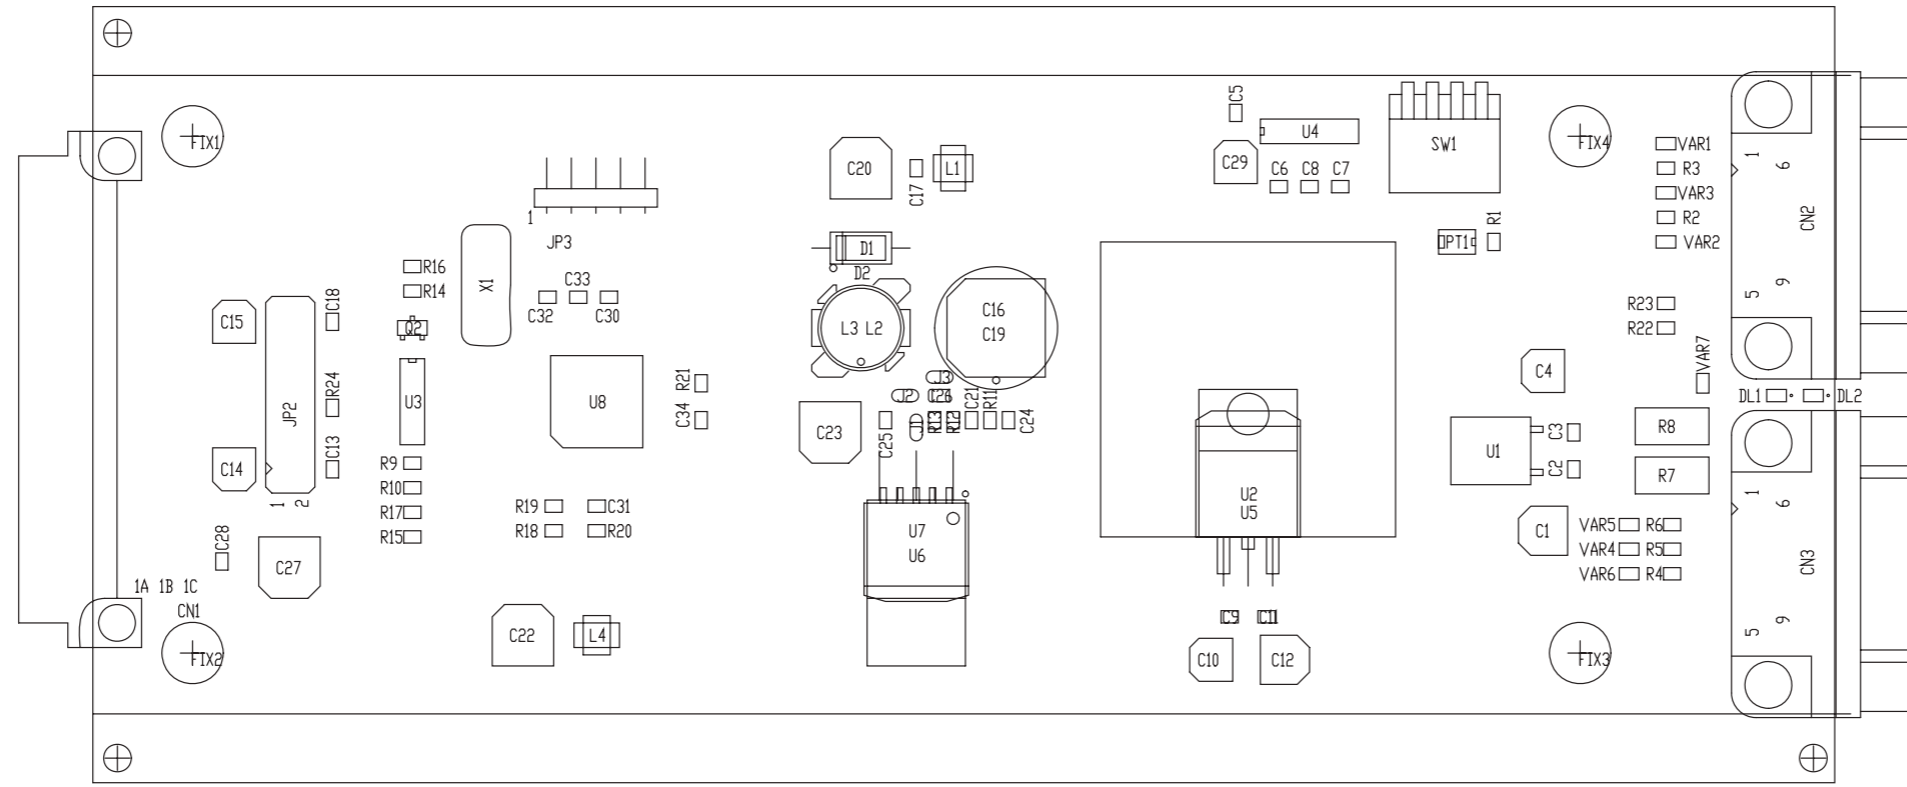 C5
U4
SW1
FIX1
FIX4
VAR1
1
6
C20
C17
L1
C29
C6 C8 C7
R3
VAR3
R2
VAR2
CN2
1
JP3
D1
OPT1
R1
R16
R14
X1
C33
C32
C30
D2
5
9
R23
R22
C15
C18
Q2
L3 L2
C16
C19
VAR7
C4
J3
R21
J2
C26
DL1
DL2
JP2
R24
U3
U8
C34
C23
C25
J1
R13
R12
C21
R11
C24
R8
C3
U1
C2
R7
C14
C13
R9
R10
R17
R15
1
2
R19
C31
R18
R20
U7
U6
U2
U5
1
6
C28
C27
C1
VAR5
R6
VAR4
R5
VAR6
R4
CN3
1A 1B 1C
CN1
C22
L4
C9
C11
5
9
FIX2
C10
C12
FIX3